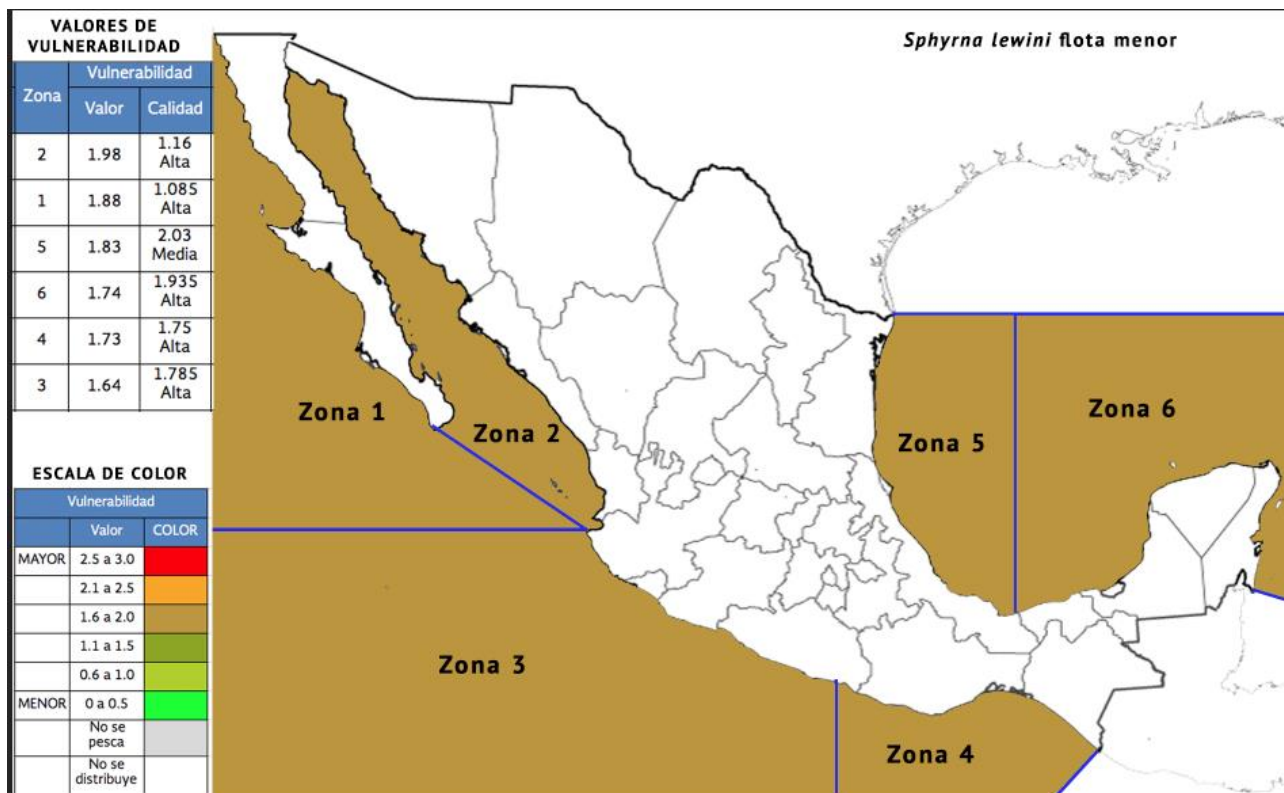 VALORES DE
VULNERABILIDAD
Zona
Vulnerabilidad
Valor
Calidad
2
1.98
1.16
Alta
1
1.88
1.085
Alta
5
1.83
2.03
Media
6
1.74
1.935
Alta
4
1.73
1.75
Alta
3
1.64
1.785
Alta
ESCALA DE COLOR
Vulnerabilidad
Valor
COLOR
MAYOR
2.5 a 3.0
2.1 a 2.5
1.6 a 2.0
1.1 a 1.5
0.6 a 1.0
MENOR
0 a 0.5
No se
pesca
No se
distribuye
Sphyrna lewini flota menor
Zona 1
Zona 2
Zona 5
Zona 6
Zona 3
Zona 4